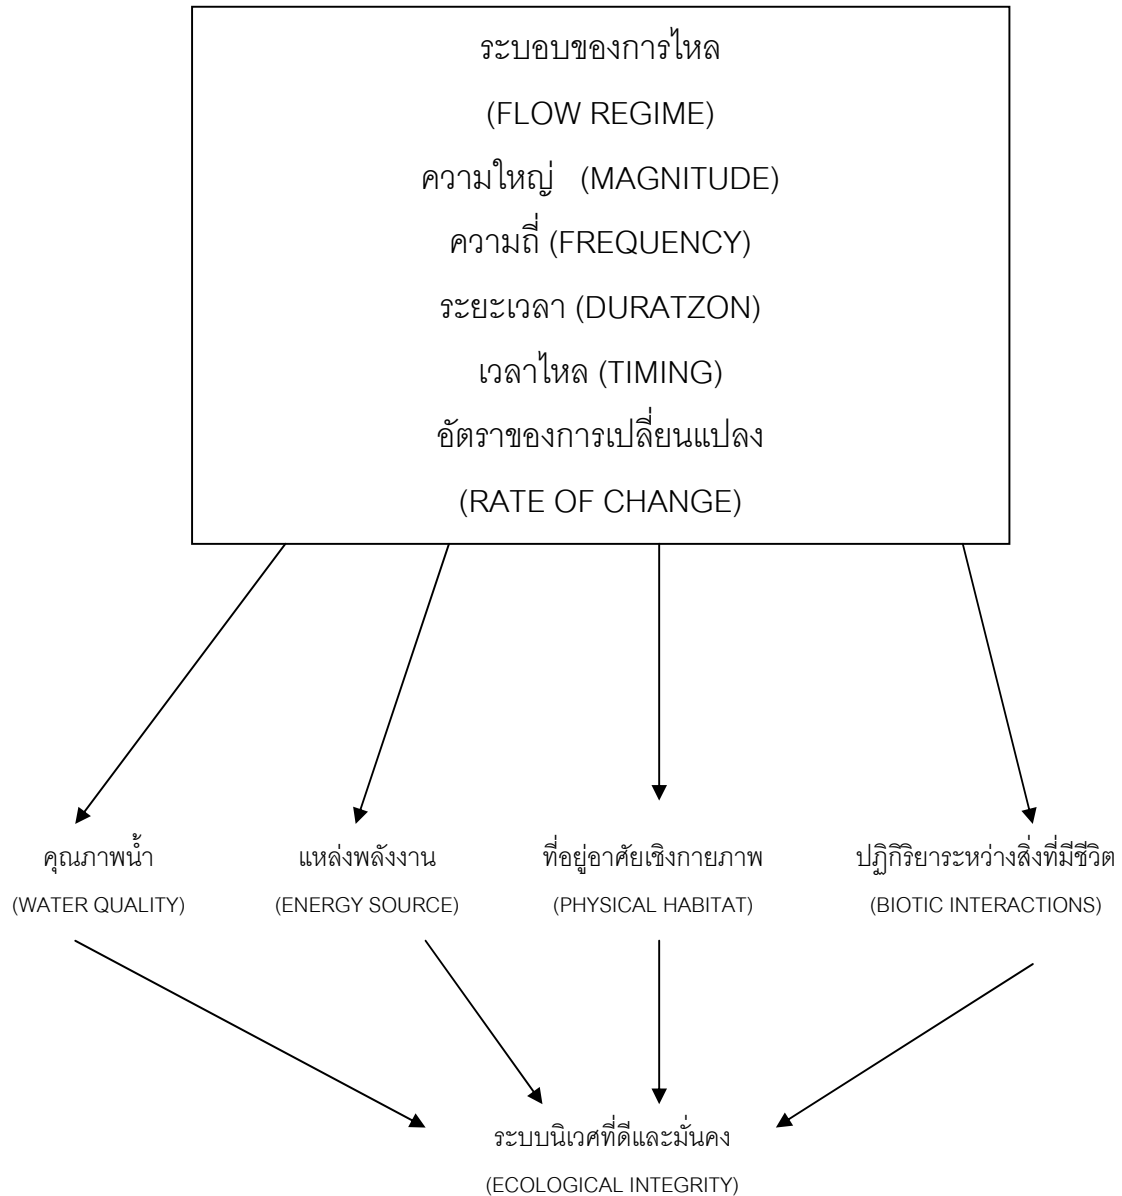 ระบอบของการไหล
(FLOW REGIME)
ความใหญ่ (MAGNITUDE)
ความถี่ (FREQUENCY)
ระยะเวลา (DURATZON)
เวลาไหล (TIMING)
อัตราของการเปลี่ยนแปลง
(RATE OF CHANGE)
คุณภาพน้ำ
(WATER QUALITY)
แหล่งพลังงาน
(ENERGY SOURCE)
ที่อยู่อาศัยเชิงกายภาพ
(PHYSICAL HABITAT)
ปฏิกิริยาระหว่างสิ่งที่มีชีวิต
(BIOTIC INTERACTIONS)
ระบบนิเวศที่ดีและมั่นคง
(ECOLOGICAL INTEGRITY)